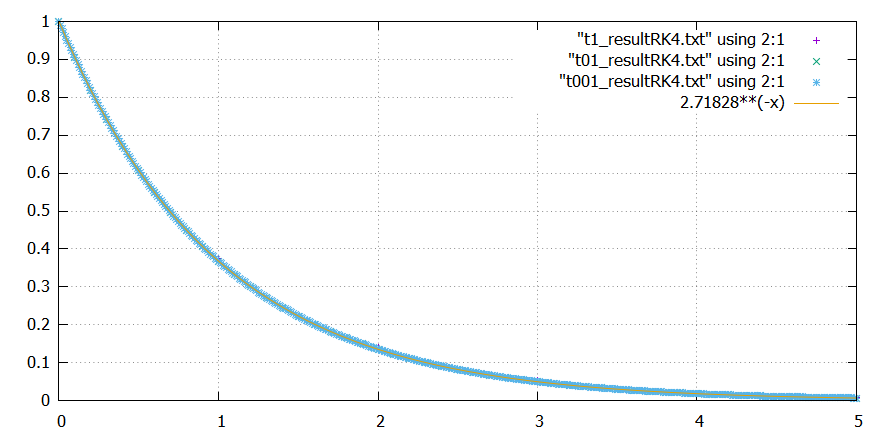 1
0.9
0.8
0.7
0.6
0.5
0.4
0.3
0.2
0.1
0
"t1_resultRK4.txt" using 2:1
"t01_resultRK4.txt" using 2:1
"t001_resultRK4.txt" using 2:1
2.71828**(-x)
0 1 2 3 4 5